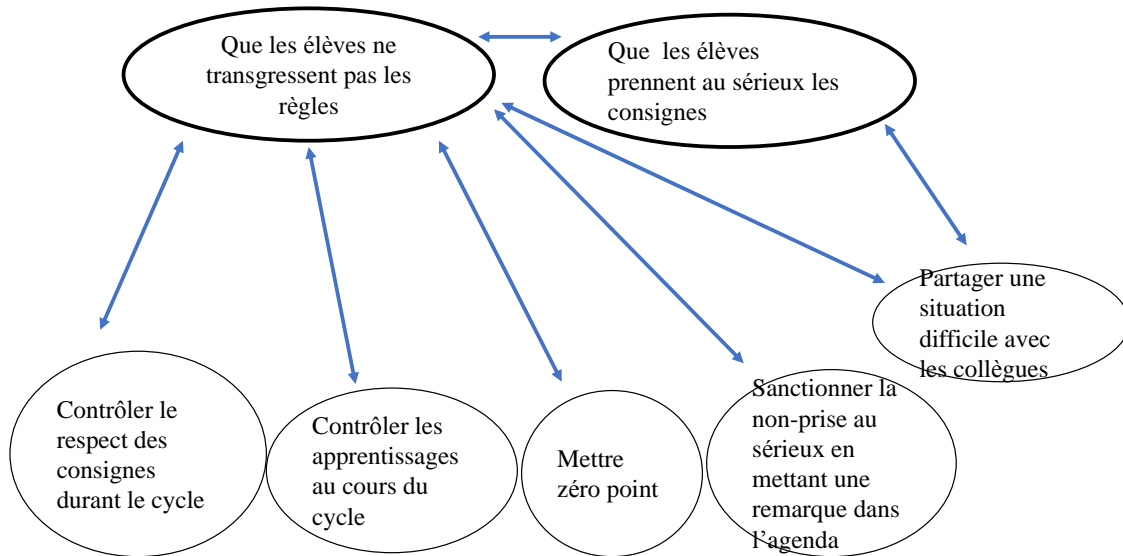 Que les élèves ne
transgressent pas les
règles
Que les élèves
prennent au sérieux les
consignes
Partager une
situation
difficile avec
les collègues
Contrôler le
respect des
consignes
durant le cycle
Contrôler les
apprentissages
au cours du
cycle
Mettre
zéro point
Sanctionner la
non-prise au
sérieux en
mettant une
remarque dans
l’agenda